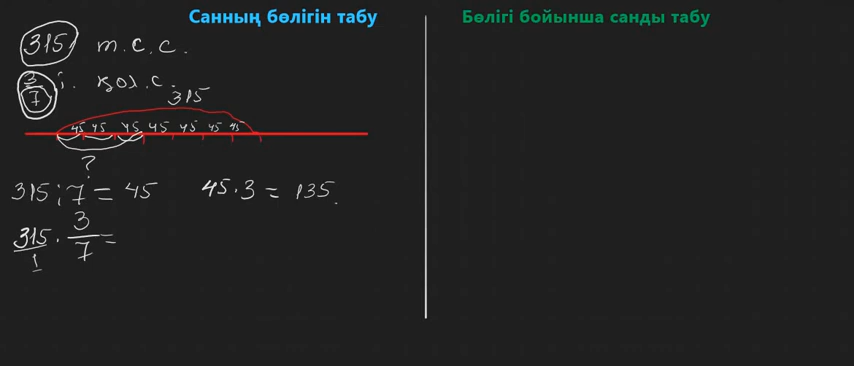 Санның бөлігін табу
Бөлігі бойынша санды табу
315 т.с.с.
3/7 і. қол.с.
315
45 45 45 45 45 45 45
?
315 : 7 = 45 45 · 3 = 135.
315/1 · 3/7 =